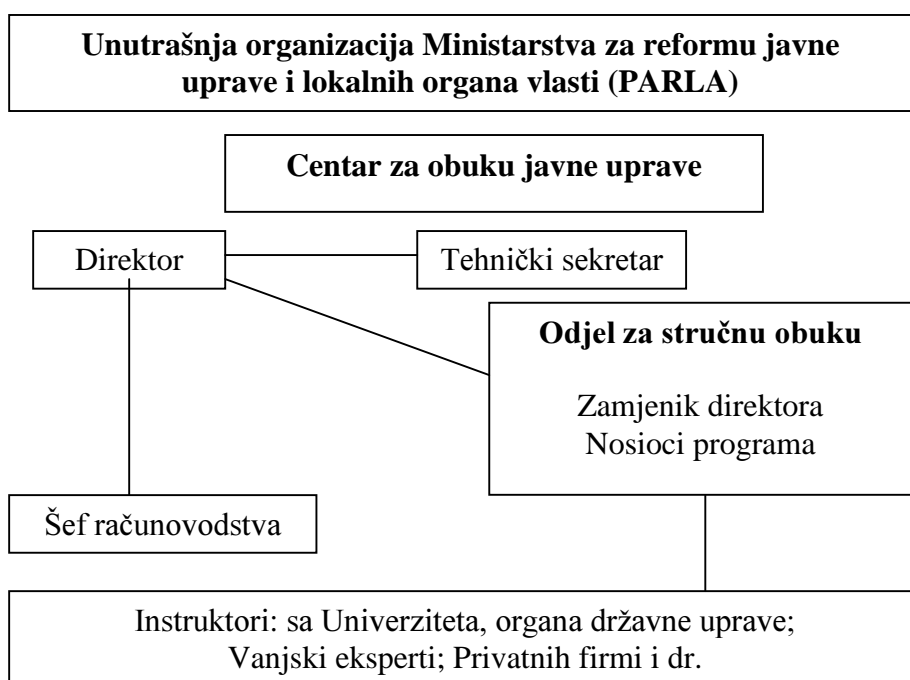 Unutrašnja organizacija Ministarstva za reformu javne
uprave i lokalnih organa vlasti (PARLA)
Centar za obuku javne uprave
Direktor
Tehnički sekretar
Odjel za stručnu obuku
Zamjenik direktora
Nosioci programa
Šef računovodstva
Instruktori: sa Univerziteta, organa državne uprave;
Vanjski eksperti; Privatnih firmi i dr.